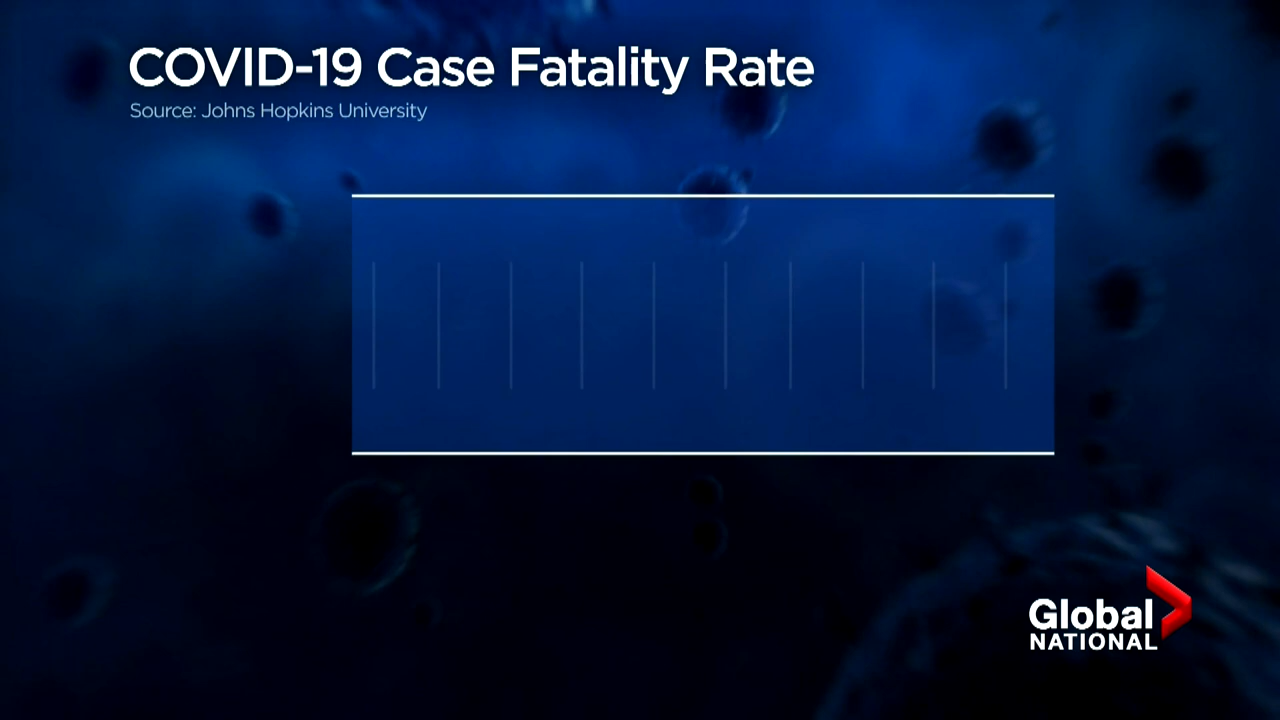 COVID-19 Case Fatality Rate
Source: Johns Hopkins University
Global
NATIONAL